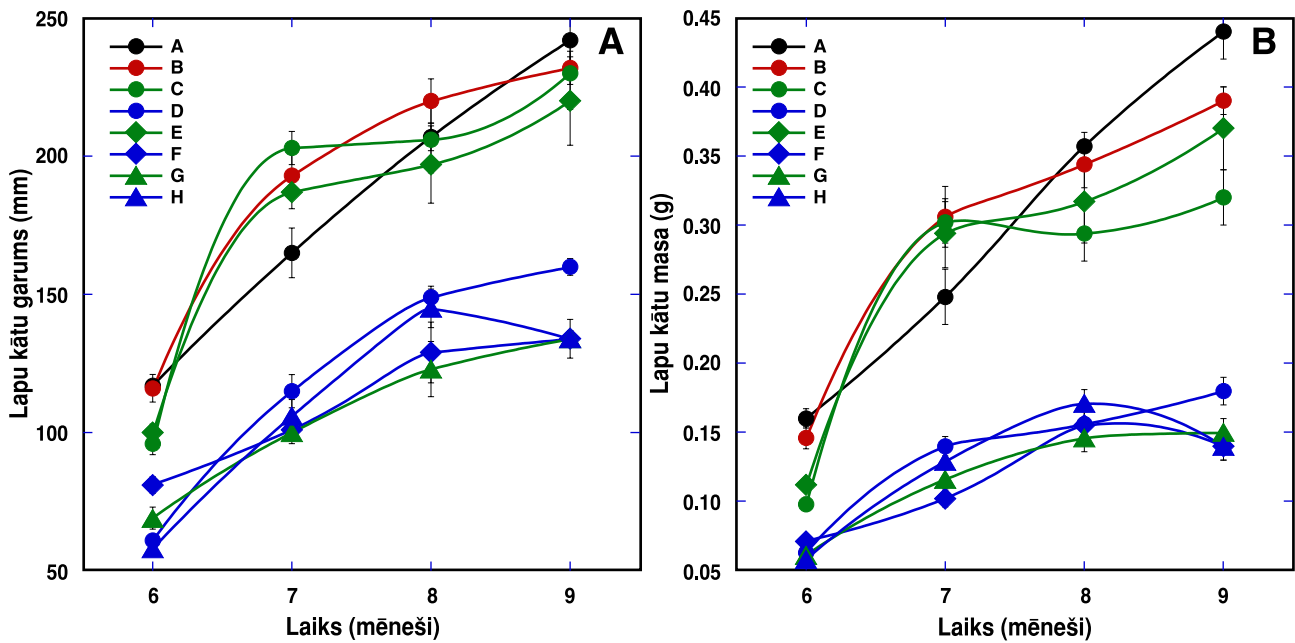 A
250
200
150
100
50
6 7 8 9
Lapu kātu garums (mm)
Laiks (mēneši)
A
B
C
D
E
F
G
H
B
0.45
0.40
0.35
0.30
0.25
0.20
0.15
0.10
0.05
6 7 8 9
Lapu kātu masa (g)
Laiks (mēneši)
A
B
C
D
E
F
G
H